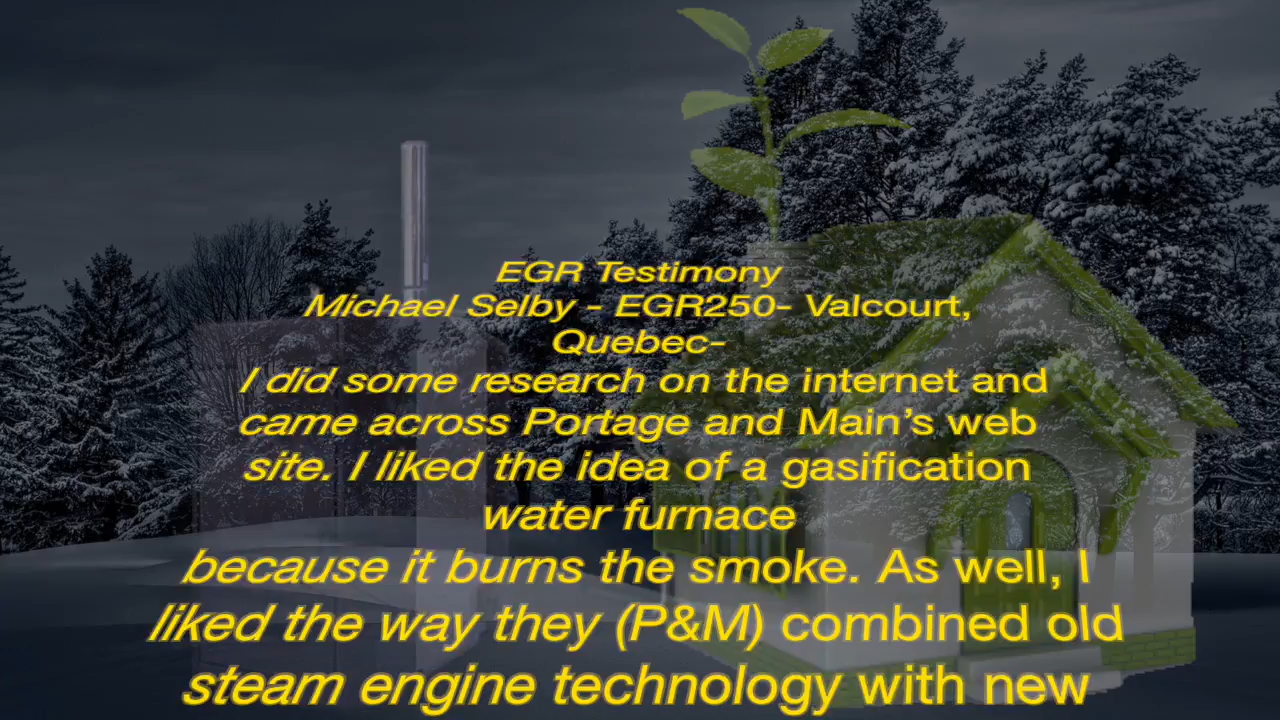 EGR Testimony
Michael Selby - EGR250- Valcourt,
Quebec-
I did some research on the internet and
came across Portage and Main’s web
site. I liked the idea of a gasification
water furnace
because it burns the smoke. As well, I
liked the way they (P&M) combined old
steam engine technology with new